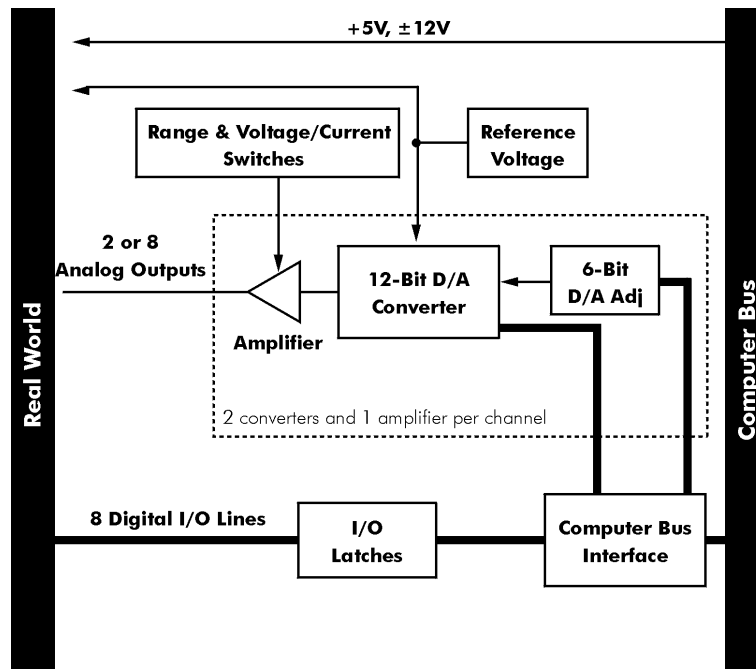 +5V, ±12V
Range & Voltage/Current
Switches
Reference
Voltage
2 or 8
Analog Outputs
12-Bit D/A
Converter
6-Bit
D/A Adj
Amplifier
2 converters and 1 amplifier per channel
Real World
Computer Bus
8 Digital I/O Lines
I/O
Latches
Computer Bus
Interface